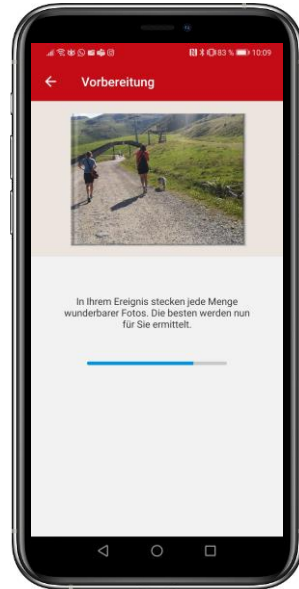 83 % 10:09
Vorbereitung
In Ihrem Ereignis stecken jede Menge
wunderbarer Fotos. Die besten werden nun
für Sie ermittelt.